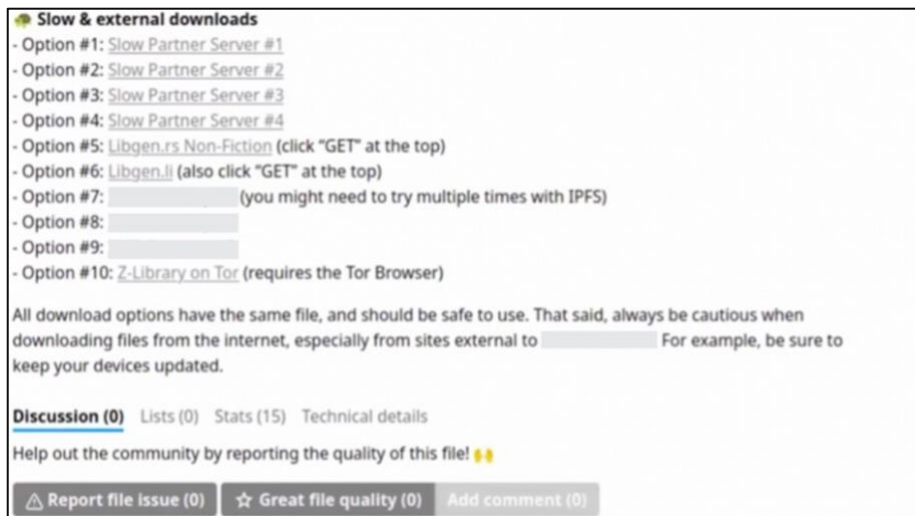 Slow & external downloads
- Option #1: Slow Partner Server #1
- Option #2: Slow Partner Server #2
- Option #3: Slow Partner Server #3
- Option #4: Slow Partner Server #4
- Option #5: Libgen.rs Non-Fiction (click "GET" at the top)
- Option #6: Libgen.li (also click "GET" at the top)
- Option #7: (you might need to try multiple times with IPFS)
- Option #8:
- Option #9:
- Option #10: Z-Library on Tor (requires the Tor Browser)
All download options have the same file, and should be safe to use. That said, always be cautious when
downloading files from the internet, especially from sites external to For example, be sure to
keep your devices updated.
Discussion (0) Lists (0) Stats (15) Technical details
Help out the community by reporting the quality of this file!
Report file issue (0) Great file quality (0) Add comment (0)